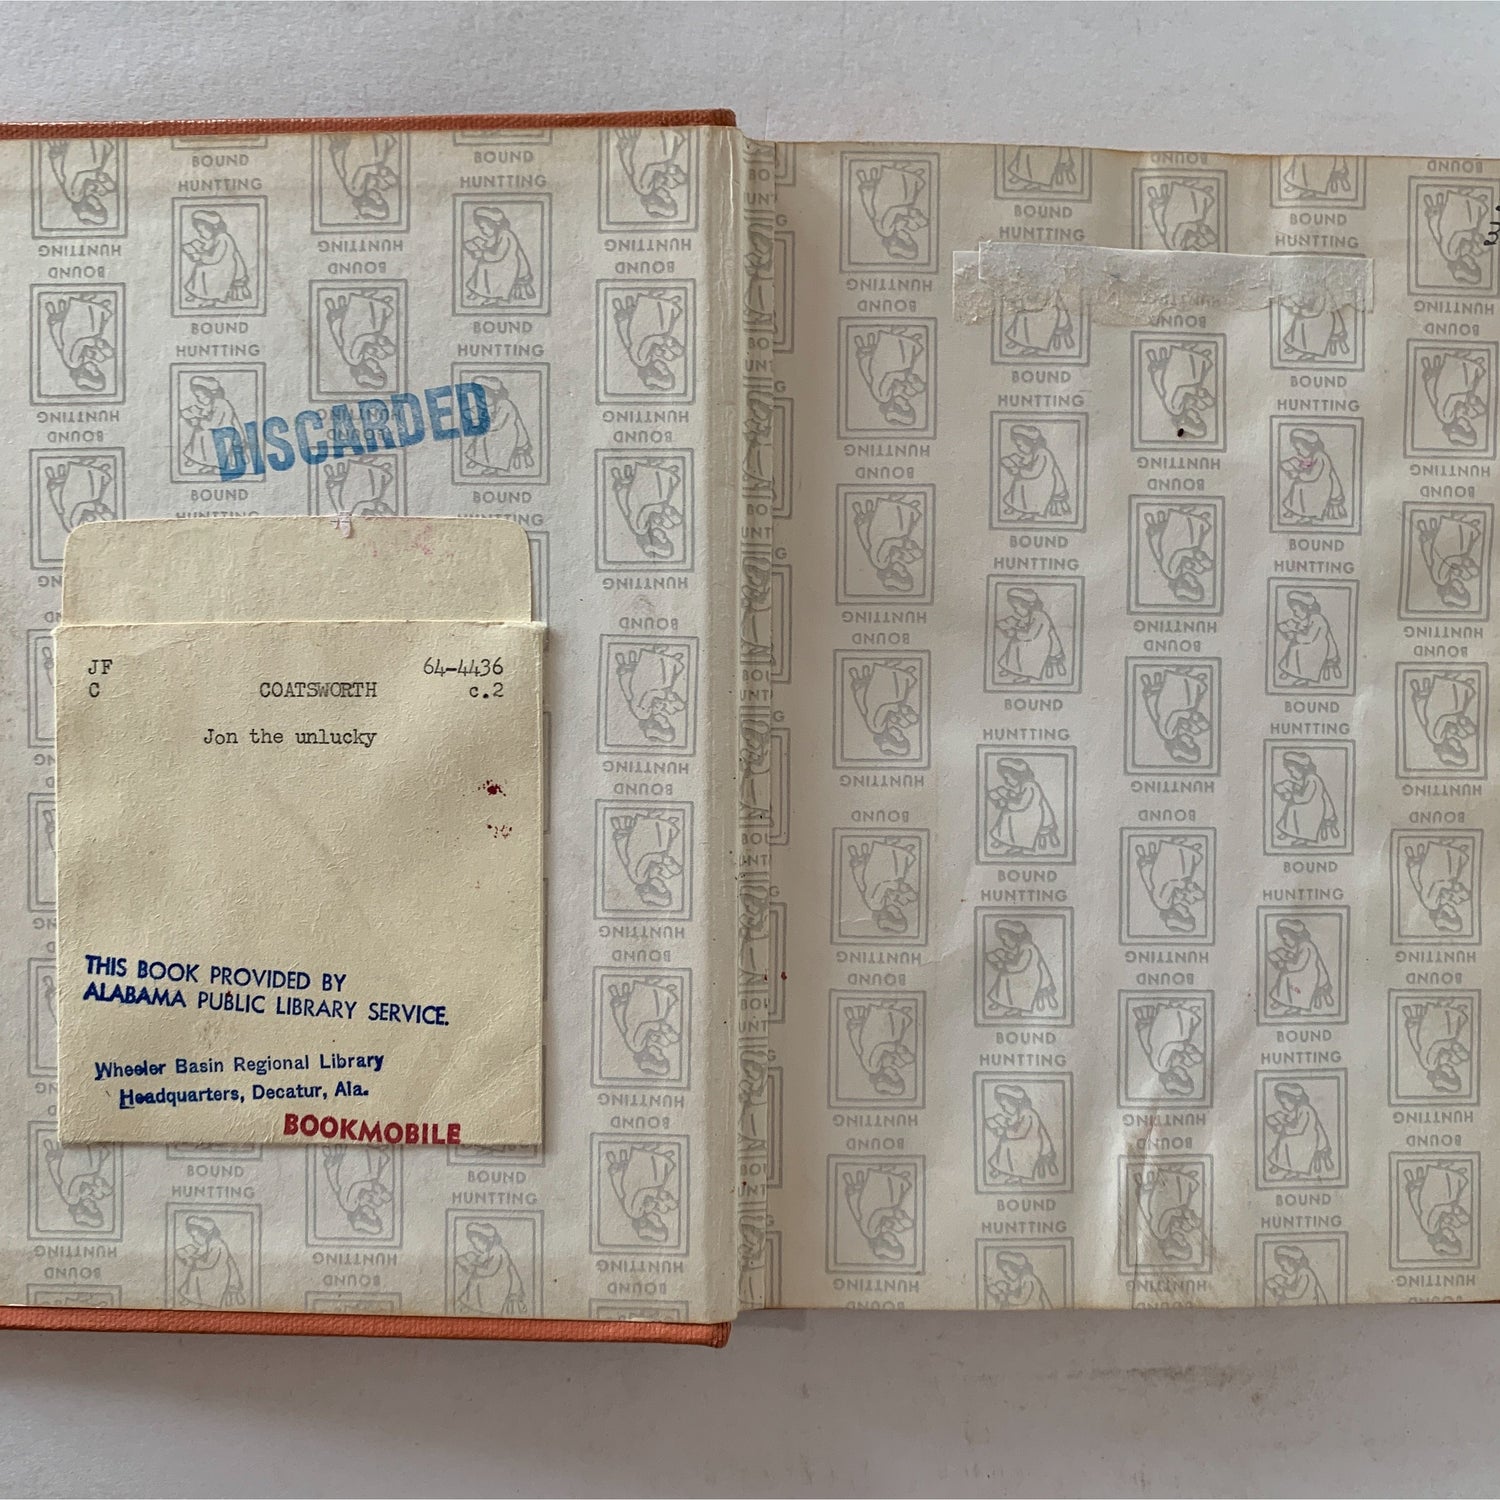 BOUND
HUNTTING
DISCARDED
JF 64-4436
C COATSWORTH c.2
Jon the unlucky
THIS BOOK PROVIDED BY
ALABAMA PUBLIC LIBRARY SERVICE.
Wheeler Basin Regional Library
Headquarters, Decatur, Ala.
BOOKMOBILE